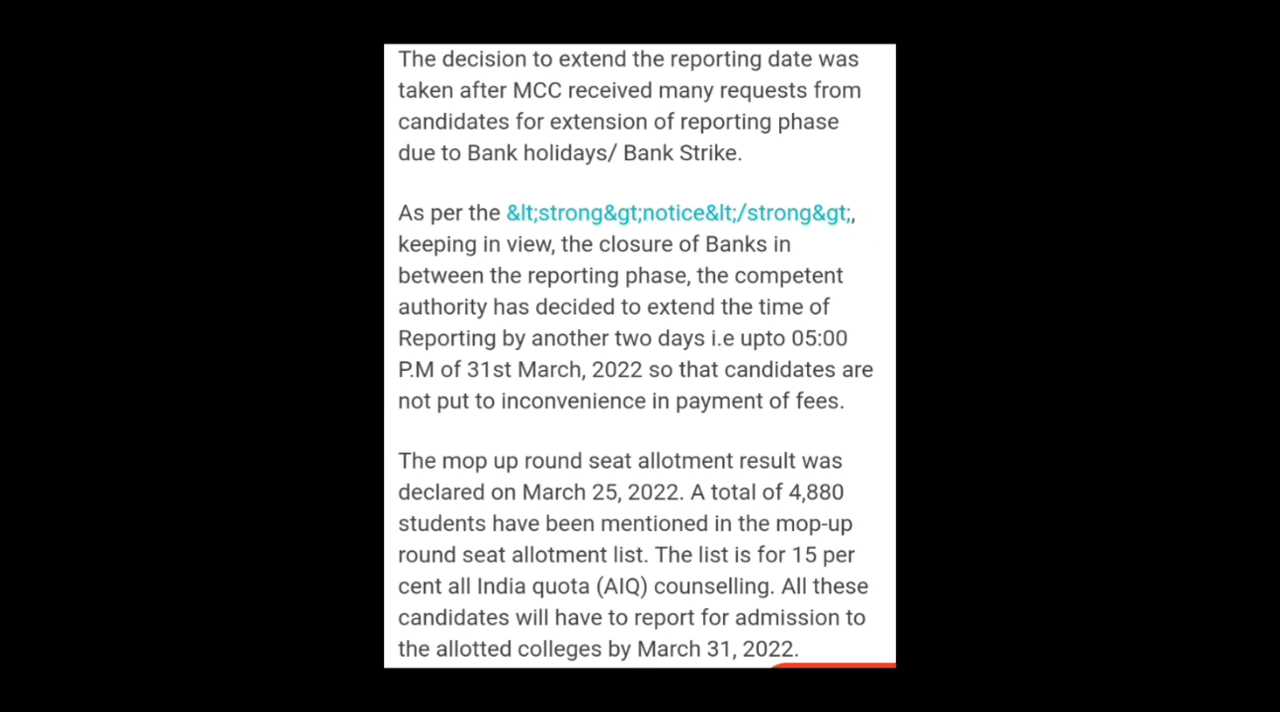 The decision to extend the reporting date was
taken after MCC received many requests from
candidates for extension of reporting phase
due to Bank holidays/ Bank Strike.
As per the &lt;strong&gt;notice&lt;/strong&gt;,
keeping in view, the closure of Banks in
between the reporting phase, the competent
authority has decided to extend the time of
Reporting by another two days i.e upto 05:00
P.M of 31st March, 2022 so that candidates are
not put to inconvenience in payment of fees.
The mop up round seat allotment result was
declared on March 25, 2022. A total of 4,880
students have been mentioned in the mop-up
round seat allotment list. The list is for 15 per
cent all India quota (AIQ) counselling. All these
candidates will have to report for admission to
the allotted colleges by March 31, 2022.